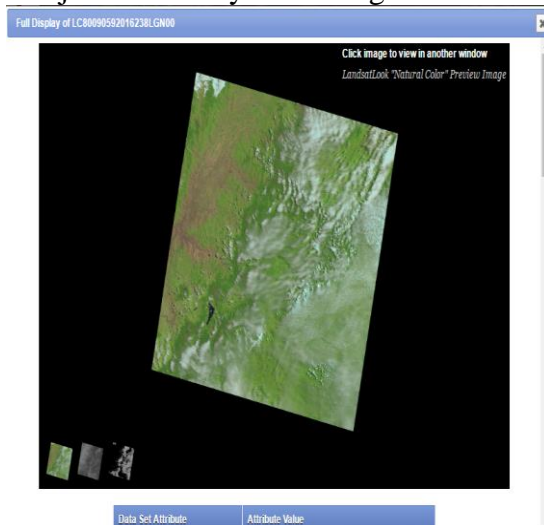 Full Display of LC80090592016238LGN00
Click image to view in another window
LandsatLook "Natural Color" Preview Image
Data Set Attribute Attribute Value